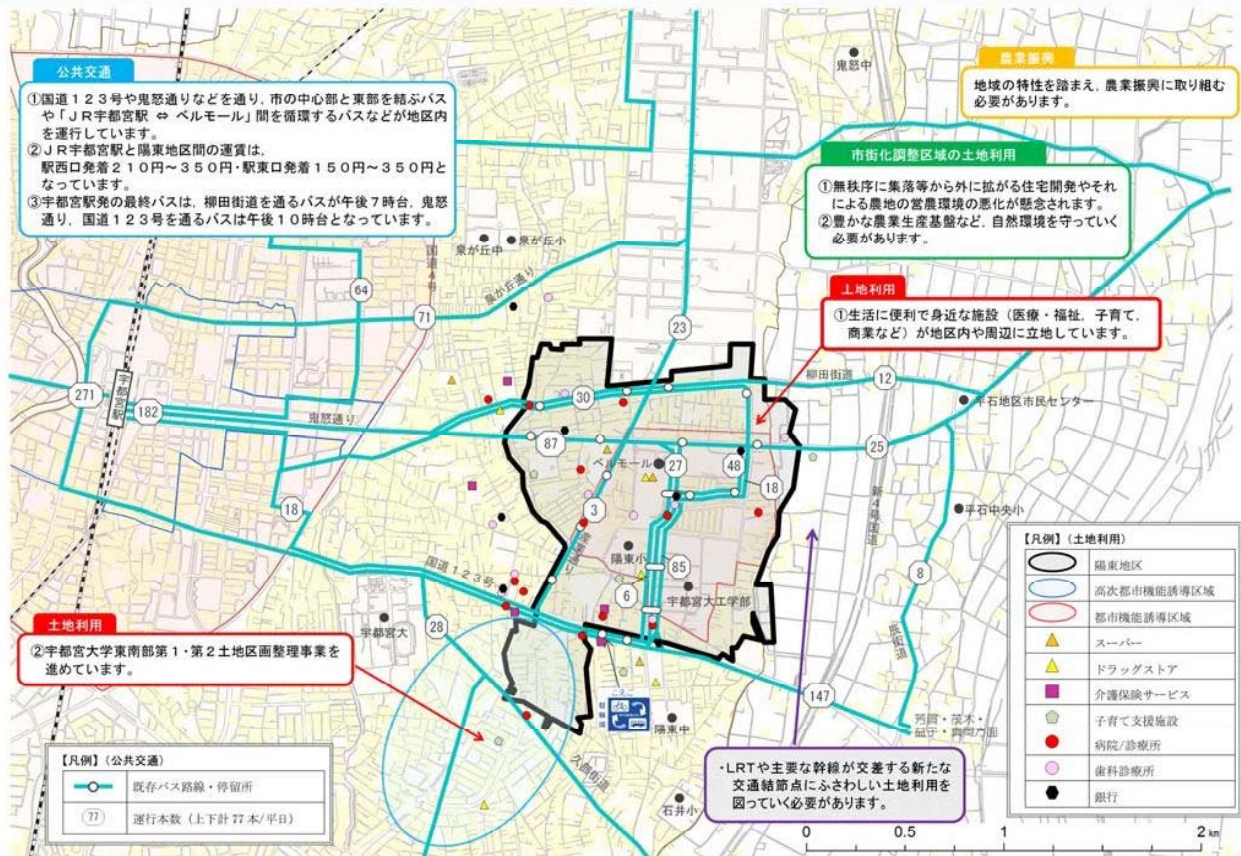 公共交通
①国道１２３号や鬼怒通りなどを通り，市の中心部と東部を結ぶバス
や「ＪＲ宇都宮駅 ⇔ ベルモール」間を循環するバスなどが地区内
を運行しています。
②ＪＲ宇都宮駅と陽東地区間の運賃は，
駅西口発着２１０円～３５０円・駅東口発着１５０円～３５０円と
なっています。
③宇都宮駅発の最終バスは，柳田街道を通るバスが午後７時台，鬼怒
通り，国道１２３号を通るバスは午後１０時台となっています。
鬼怒中
農業振興
地域の特性を踏まえ，農業振興に取り組む
必要があります。
市街化調整区域の土地利用
①無秩序に集落等から外に拡がる住宅開発やそれ
による農地の営農環境の悪化が懸念されます。
②豊かな農業生産基盤など，自然環境を守っていく
必要があります。
土地利用
①生活に便利で身近な施設（医療・福祉，子育て，
商業など）が地区内や周辺に立地しています。
泉が丘中
泉が丘小
国道４号
泉が丘通り
64
71
23
271
宇都宮駅
182
鬼怒通り
30
柳田街道
12
平石地区市民センター
87
ベルモール
27
48
25
18
18
3
新４号国道
平石中央小
陽東小
85
6
宇都宮大工学部
8
国道１２３号
宇都宮大
28
147
芳賀・茂木・
益子・真岡方面
陽東中
久部街道
石井小
土地利用
②宇都宮大学東南部第１・第２土地区画整理事業を
進めています。
・LRTや主要な幹線が交差する新たな
交通結節点にふさわしい土地利用を
図っていく必要があります。
【凡例】（公共交通）
既存バス路線・停留所
77
運行本数（上下計 77 本/平日）
【凡例】（土地利用）
陽東地区
高次都市機能誘導区域
都市機能誘導区域
スーパー
ドラッグストア
介護保険サービス
子育て支援施設
病院/診療所
歯科診療所
銀行
0 0.5 1 2 km